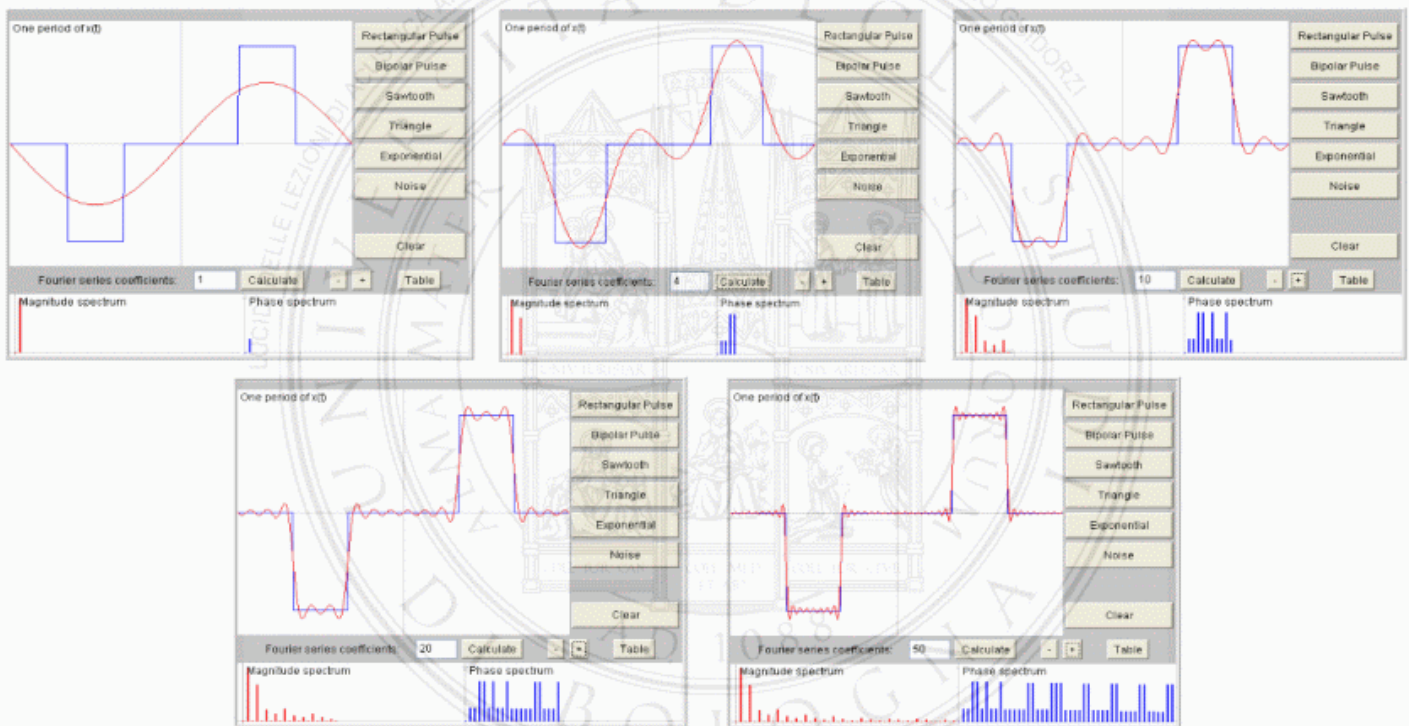 One period of x(t)
Rectangular Pulse
Bipolar Pulse
Sawtooth
Triangle
Exponential
Noise
Clear
Fourier series coefficients: 1 Calculate - + Table
Magnitude spectrum Phase spectrum
One period of x(t)
Rectangular Pulse
Bipolar Pulse
Sawtooth
Triangle
Exponential
Noise
Clear
Fourier series coefficients: 4 Calculate - + Table
Magnitude spectrum Phase spectrum
One period of x(t)
Rectangular Pulse
Bipolar Pulse
Sawtooth
Triangle
Exponential
Noise
Clear
Fourier series coefficients: 10 Calculate - + Table
Magnitude spectrum Phase spectrum
One period of x(t)
Rectangular Pulse
Bipolar Pulse
Sawtooth
Triangle
Exponential
Noise
Clear
Fourier series coefficients: 20 Calculate - + Table
Magnitude spectrum Phase spectrum
One period of x(t)
Rectangular Pulse
Bipolar Pulse
Sawtooth
Triangle
Exponential
Noise
Clear
Fourier series coefficients: 50 Calculate - + Table
Magnitude spectrum Phase spectrum
ALMA MATER
A.D. 1088